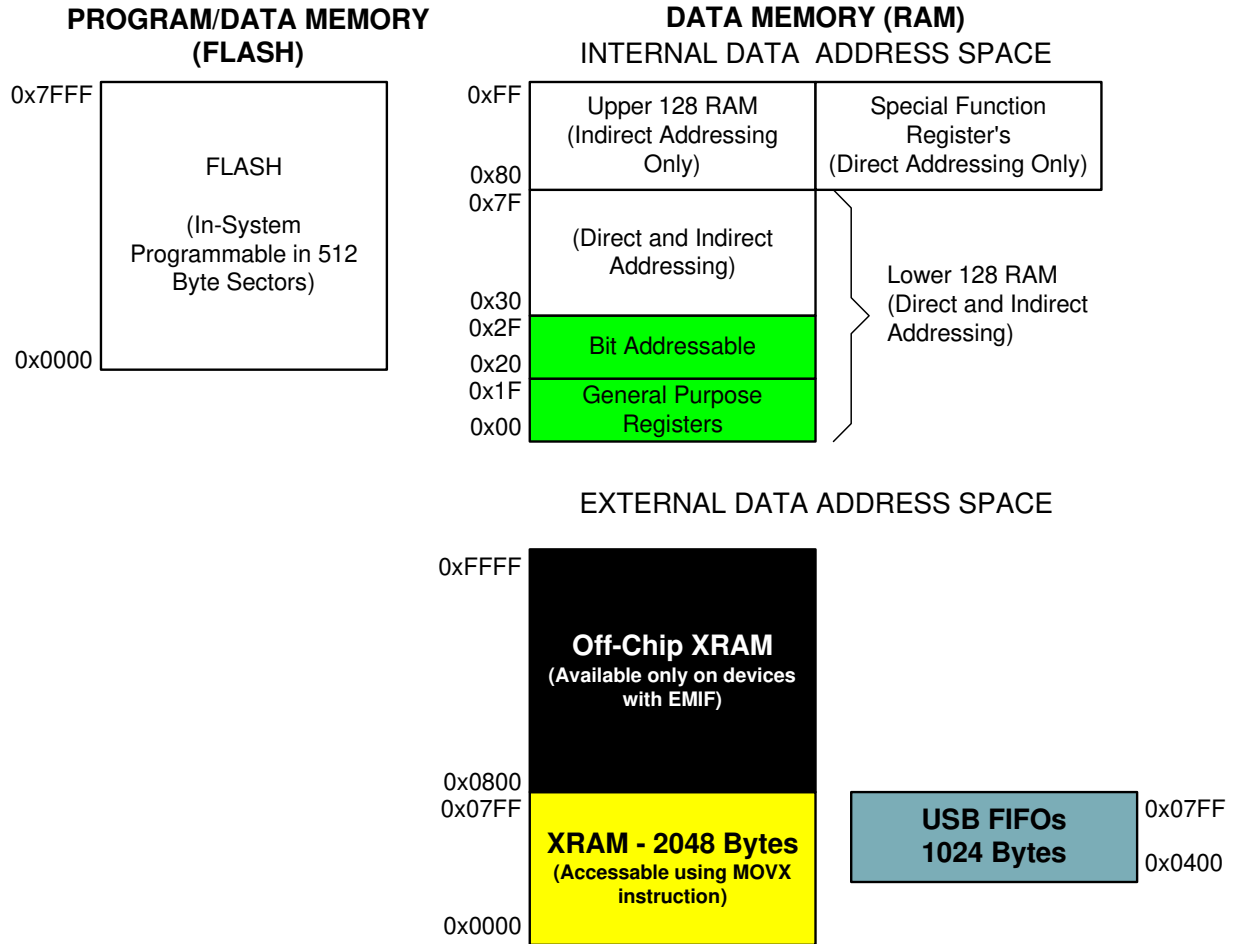 PROGRAM/DATA MEMORY
(FLASH)
0x7FFF
FLASH
(In-System
Programmable in 512
Byte Sectors)
0x0000
DATA MEMORY (RAM)
INTERNAL DATA ADDRESS SPACE
0xFF
Upper 128 RAM
(Indirect Addressing
Only)
0x80
Special Function
Register's
(Direct Addressing Only)
0x7F
(Direct and Indirect
Addressing)
0x30
Lower 128 RAM
(Direct and Indirect
Addressing)
0x2F
Bit Addressable
0x20
0x1F
General Purpose
Registers
0x00
EXTERNAL DATA ADDRESS SPACE
0xFFFF
Off-Chip XRAM
(Available only on devices
with EMIF)
0x0800
0x07FF
XRAM - 2048 Bytes
(Accessable using MOVX
instruction)
0x0000
USB FIFOs
1024 Bytes
0x07FF
0x0400